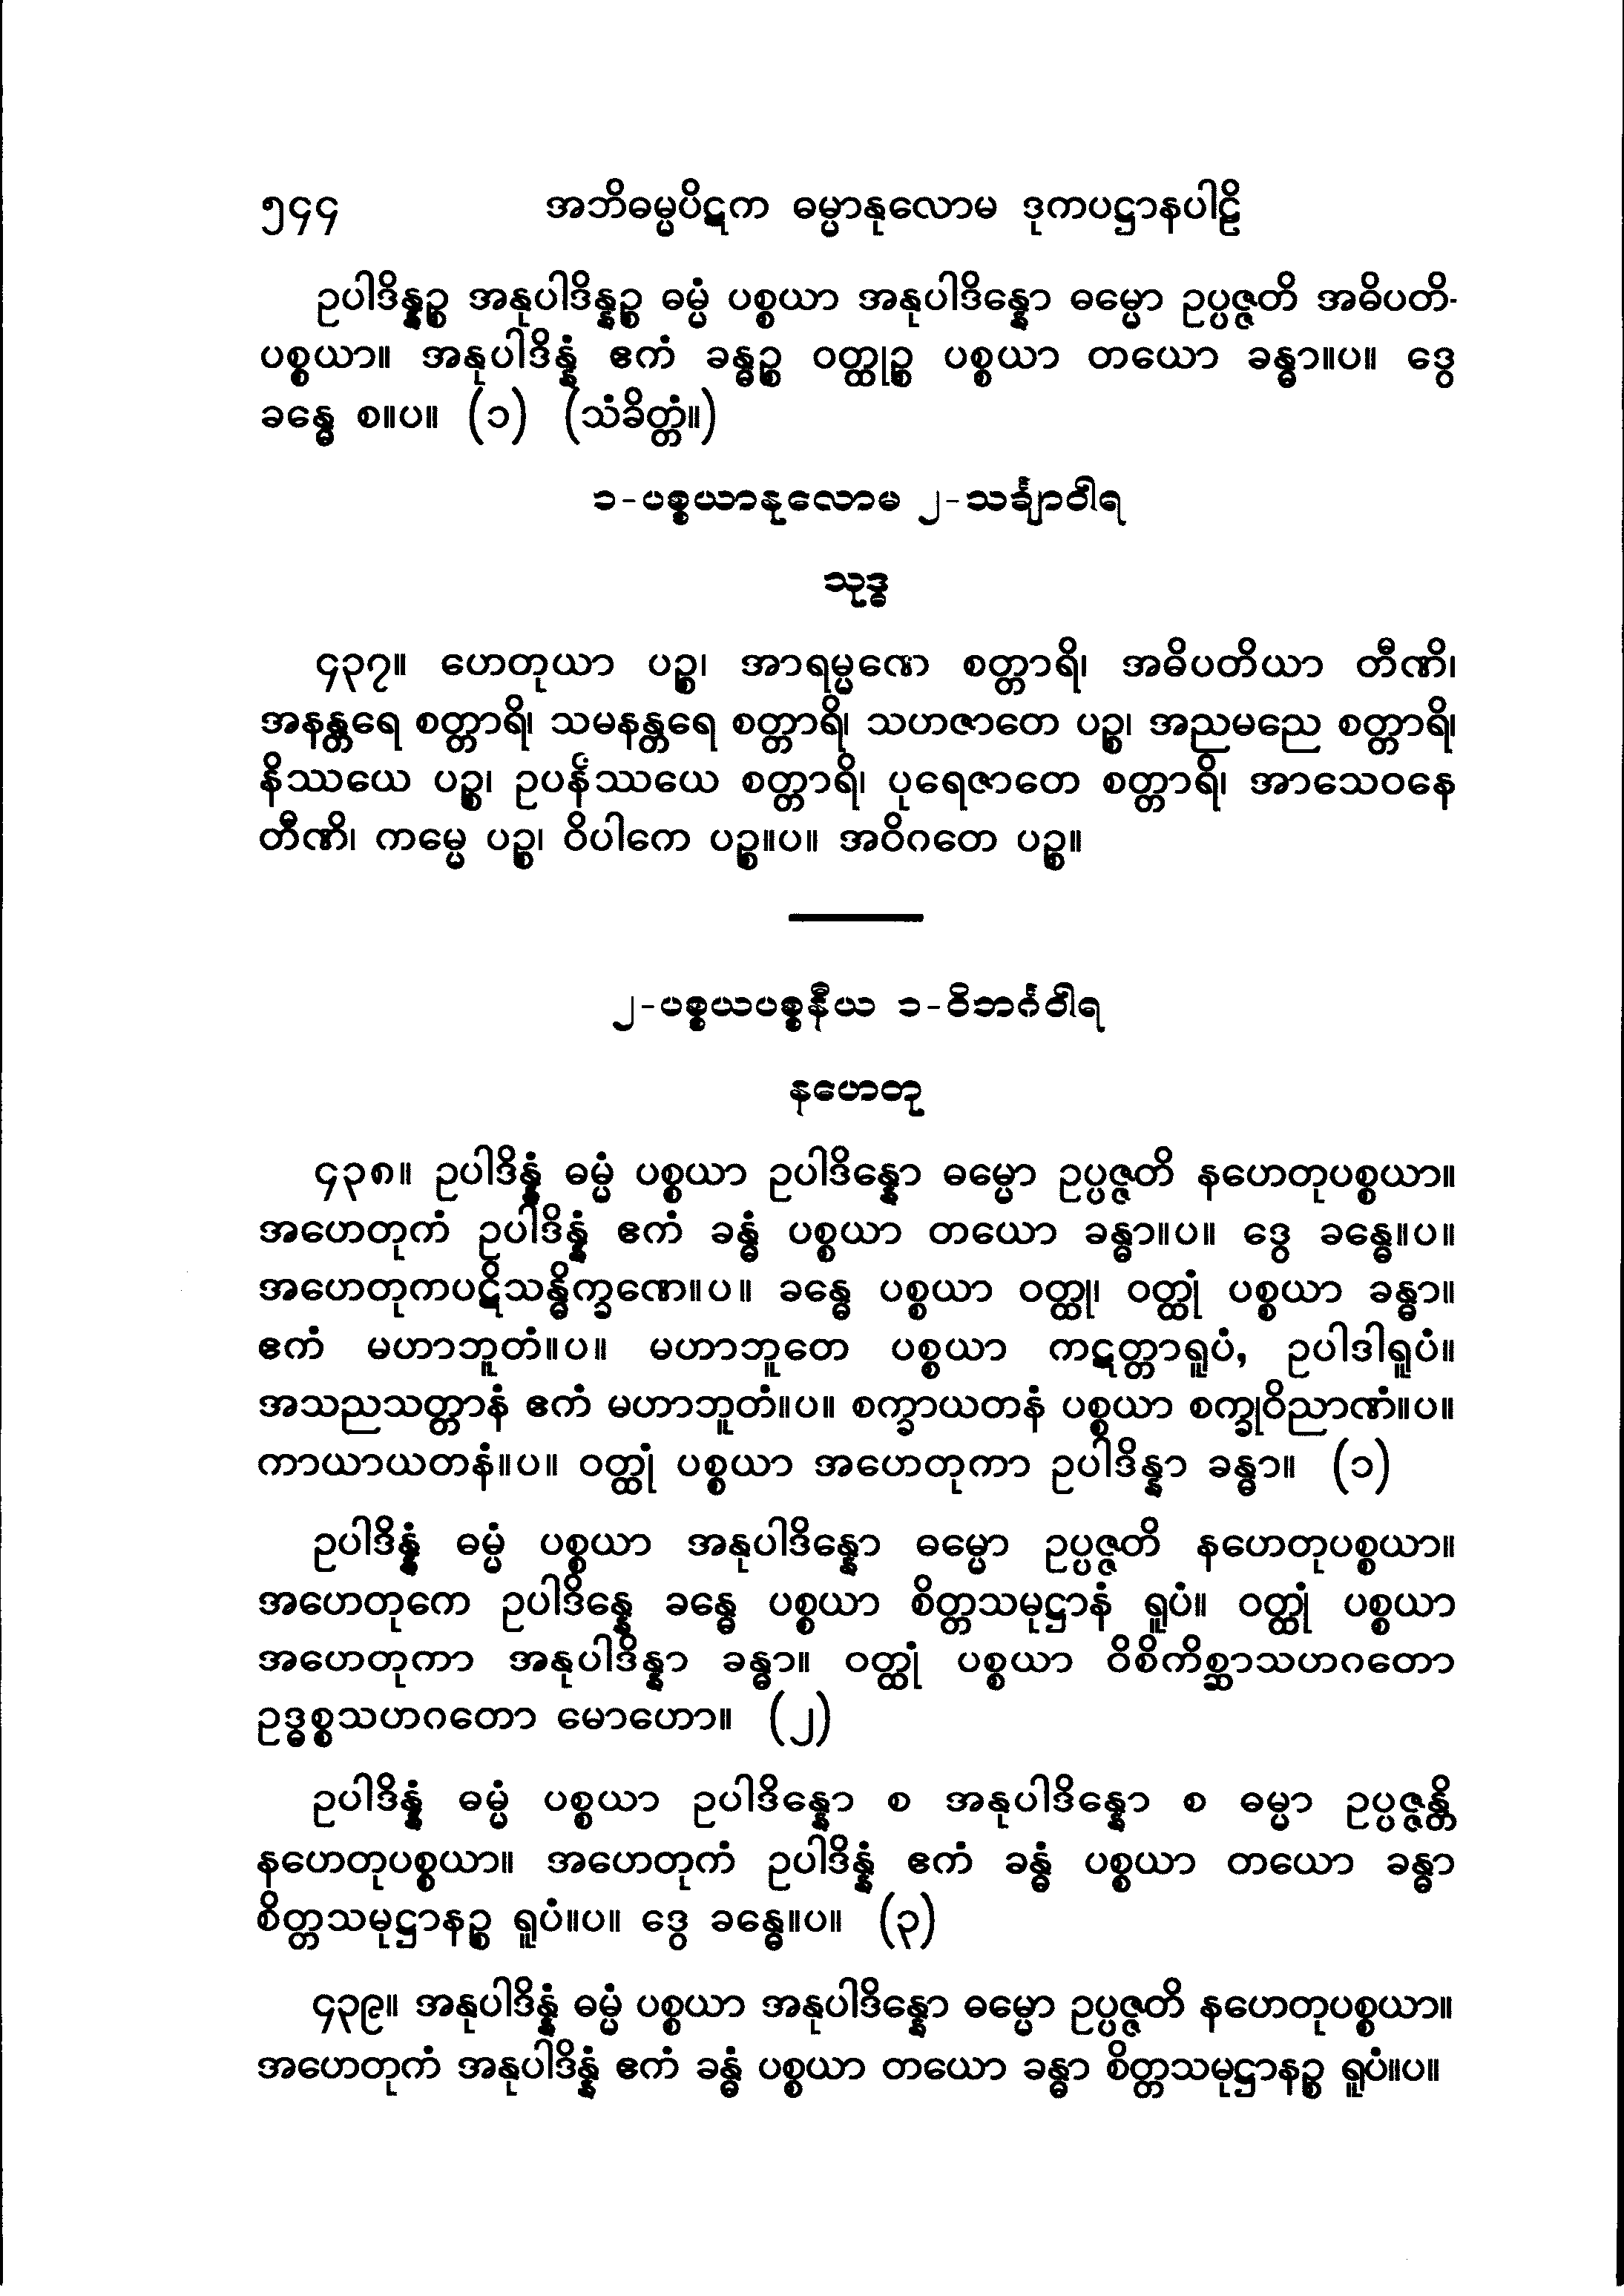 ၅၄၄ အဘိဓမ္မပိဋက ဓမ္မာနုလောမ ဒုကပဋ္ဌာနပါဠိ
ဥပါဒိန္နဉ္စ အနုပါဒိန္နဉ္စ ဓမ္မံ ပစ္စယာ အနုပါဒိန္နော ဓမ္မော ဥပ္ပဇ္ဇတိ အဓိပတိ-
ပစ္စယာ။ အနုပါဒိန္နံ ဧကံ ခန္ဓဉ္စ ဝတ္ထုဉ္စ ပစ္စယာ တယော ခန္ဓာ။ပ။ ဒွေ
ခန္ဓေ စ။ပ။ (၁) (သံခိတ္တံ။)
၁-ပစ္စယာနုလောမ ၂-သင်္ချာဝါရ
သုဒ္ဓ
၄၃၇။ ဟေတုယာ ပဉ္စ၊ အာရမ္မဏေ စတ္တာရိ၊ အဓိပတိယာ တီဏိ၊
အနန္တရေ စတ္တာရိ၊ သမနန္တရေ စတ္တာရိ၊ သဟဇာတေ ပဉ္စ၊ အညမညေ စတ္တာရိ၊
နိဿယေ ပဉ္စ၊ ဥပနိဿယေ စတ္တာရိ၊ ပုရေဇာတေ စတ္တာရိ၊ အာသေဝနေ
တီဏိ၊ ကမ္မေ ပဉ္စ၊ ဝိပါကေ ပဉ္စ။ပ။ အဝိဂတေ ပဉ္စ။
၂-ပစ္စယပစ္စနီယ ၁-ဝိဘင်္ဂဝါရ
နဟေတု
၄၃၈။ ဥပါဒိန္နံ ဓမ္မံ ပစ္စယာ ဥပါဒိန္နော ဓမ္မော ဥပ္ပဇ္ဇတိ နဟေတုပစ္စယာ။
အဟေတုကံ ဥပါဒိန္နံ ဧကံ ခန္ဓံ ပစ္စယာ တယော ခန္ဓာ။ပ။ ဒွေ ခန္ဓေ။ပ။
အဟေတုကပဋိသန္ဓိက္ခဏေ။ပ။ ခန္ဓေ ပစ္စယာ ဝတ္ထု၊ ဝတ္ထုံ ပစ္စယာ ခန္ဓာ။
ဧကံ မဟာဘူတံ။ပ။ မဟာဘူတေ ပစ္စယာ ကဋတ္တာရူပံ, ဥပါဒါရူပံ။
အသညသတ္တာနံ ဧကံ မဟာဘူတံ။ပ။ စက္ခာယတနံ ပစ္စယာ စက္ခုဝိညာဏံ။ပ။
ကာယာယတနံ။ပ။ ဝတ္ထုံ ပစ္စယာ အဟေတုကာ ဥပါဒိန္နာ ခန္ဓာ။ (၁)
ဥပါဒိန္နံ ဓမ္မံ ပစ္စယာ အနုပါဒိန္နော ဓမ္မော ဥပ္ပဇ္ဇတိ နဟေတုပစ္စယာ။
အဟေတုကေ ဥပါဒိန္နေ ခန္ဓေ ပစ္စယာ စိတ္တသမုဋ္ဌာနံ ရူပံ။ ဝတ္ထုံ ပစ္စယာ
အဟေတုကာ အနုပါဒိန္နာ ခန္ဓာ။ ဝတ္ထုံ ပစ္စယာ ဝိစိကိစ္ဆာသဟဂတော
ဥဒ္ဓစ္စသဟဂတော မောဟော။ (၂)
ဥပါဒိန္နံ ဓမ္မံ ပစ္စယာ ဥပါဒိန္နော စ အနုပါဒိန္နော စ ဓမ္မာ ဥပ္ပဇ္ဇန္တိ
နဟေတုပစ္စယာ။ အဟေတုကံ ဥပါဒိန္နံ ဧကံ ခန္ဓံ ပစ္စယာ တယော ခန္ဓာ
စိတ္တသမုဋ္ဌာနဉ္စ ရူပံ။ပ။ ဒွေ ခန္ဓေ။ပ။ (၃)
၄၃၉။ အနုပါဒိန္နံ ဓမ္မံ ပစ္စယာ အနုပါဒိန္နော ဓမ္မော ဥပ္ပဇ္ဇတိ နဟေတုပစ္စယာ။
အဟေတုကံ အနုပါဒိန္နံ ဧကံ ခန္ဓံ ပစ္စယာ တယော ခန္ဓာ စိတ္တသမုဋ္ဌာနဉ္စ ရူပံ။ပ။